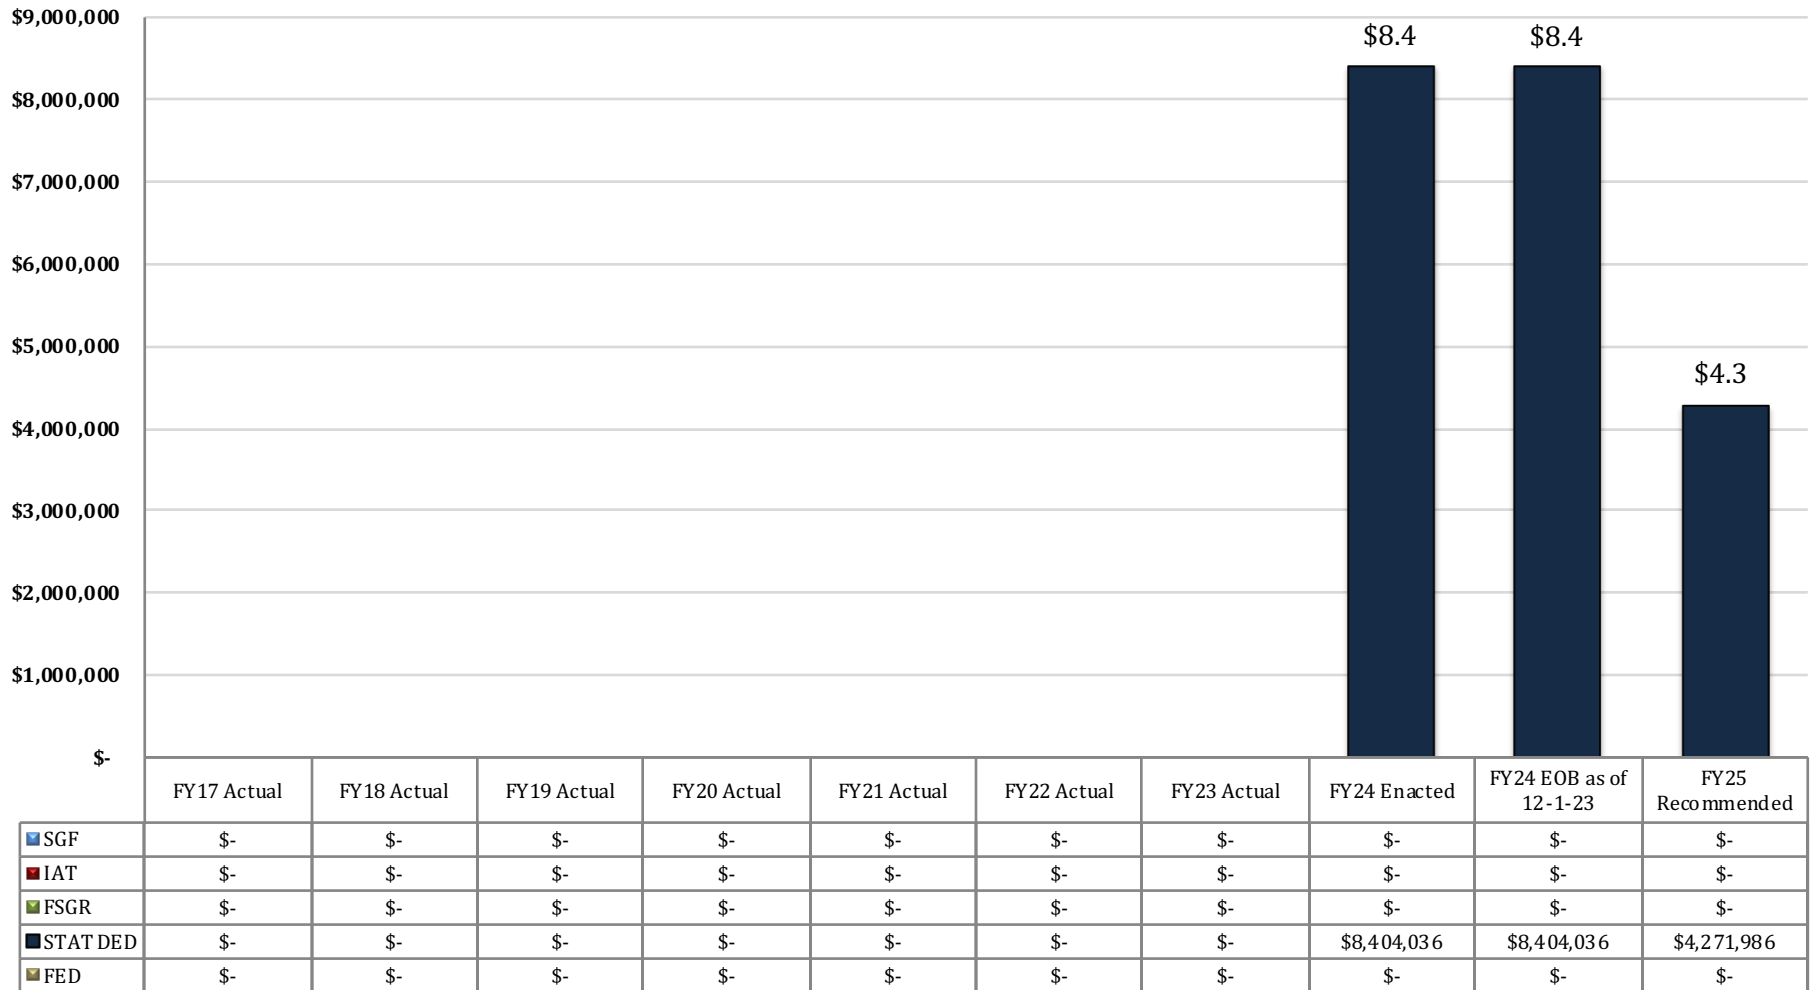 $9,000,000
$8,000,000
$7,000,000
$6,000,000
$5,000,000
$4,000,000
$3,000,000
$2,000,000
$1,000,000
$-
$8.4
$8.4
$4.3
FY17 Actual FY18 Actual FY19 Actual FY20 Actual FY21 Actual FY22 Actual FY23 Actual FY24 Enacted FY24 EOB as of 12-1-23 FY25 Recommended
SGF $- $- $- $- $- $- $- $- $- $-
IAT $- $- $- $- $- $- $- $- $- $-
FSGR $- $- $- $- $- $- $- $- $- $-
STAT DED $- $- $- $- $- $- $- $8,404,036 $8,404,036 $4,271,986
FED $- $- $- $- $- $- $- $- $- $-